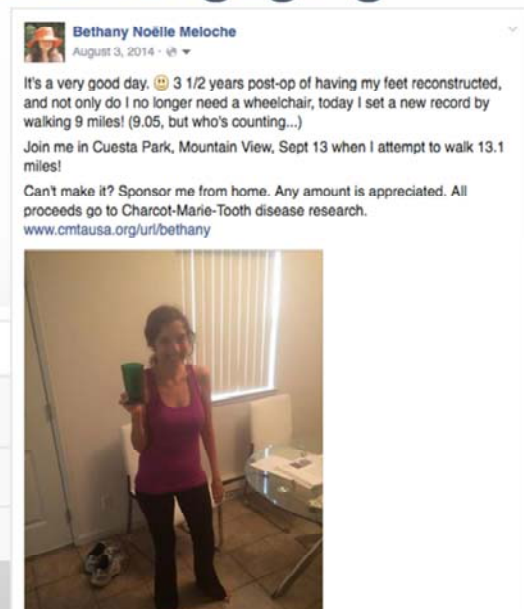 Bethany Noëlle Meloche
August 3, 2014 ·
It's a very good day. 🙂 3 1/2 years post-op of having my feet reconstructed,
and not only do I no longer need a wheelchair, today I set a new record by
walking 9 miles! (9.05, but who's counting...)
Join me in Cuesta Park, Mountain View, Sept 13 when I attempt to walk 13.1
miles!
Can't make it? Sponsor me from home. Any amount is appreciated. All
proceeds go to Charcot-Marie-Tooth disease research.
www.cmtausa.org/url/bethany